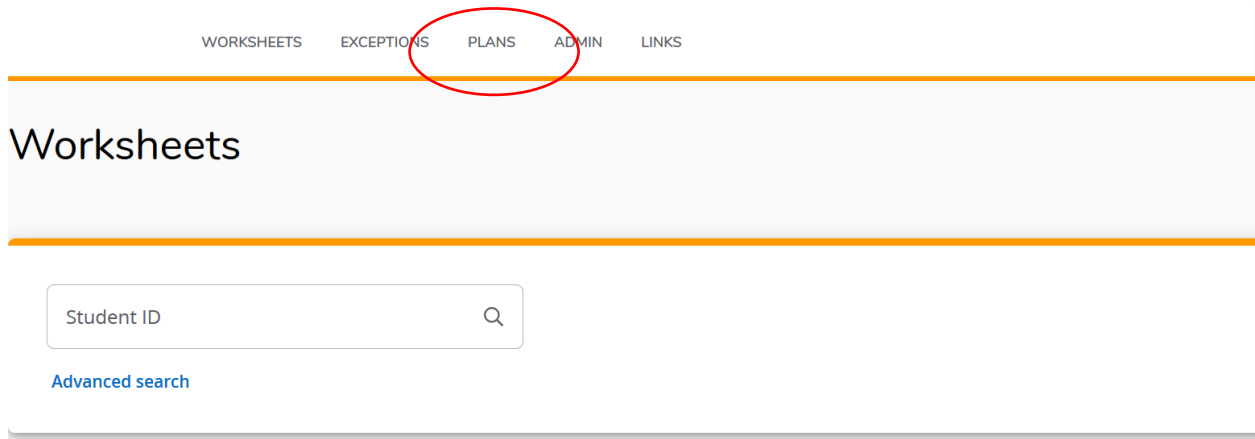 WORKSHEETS EXCEPTIONS PLANS ADMIN LINKS
Worksheets
Student ID
Advanced search